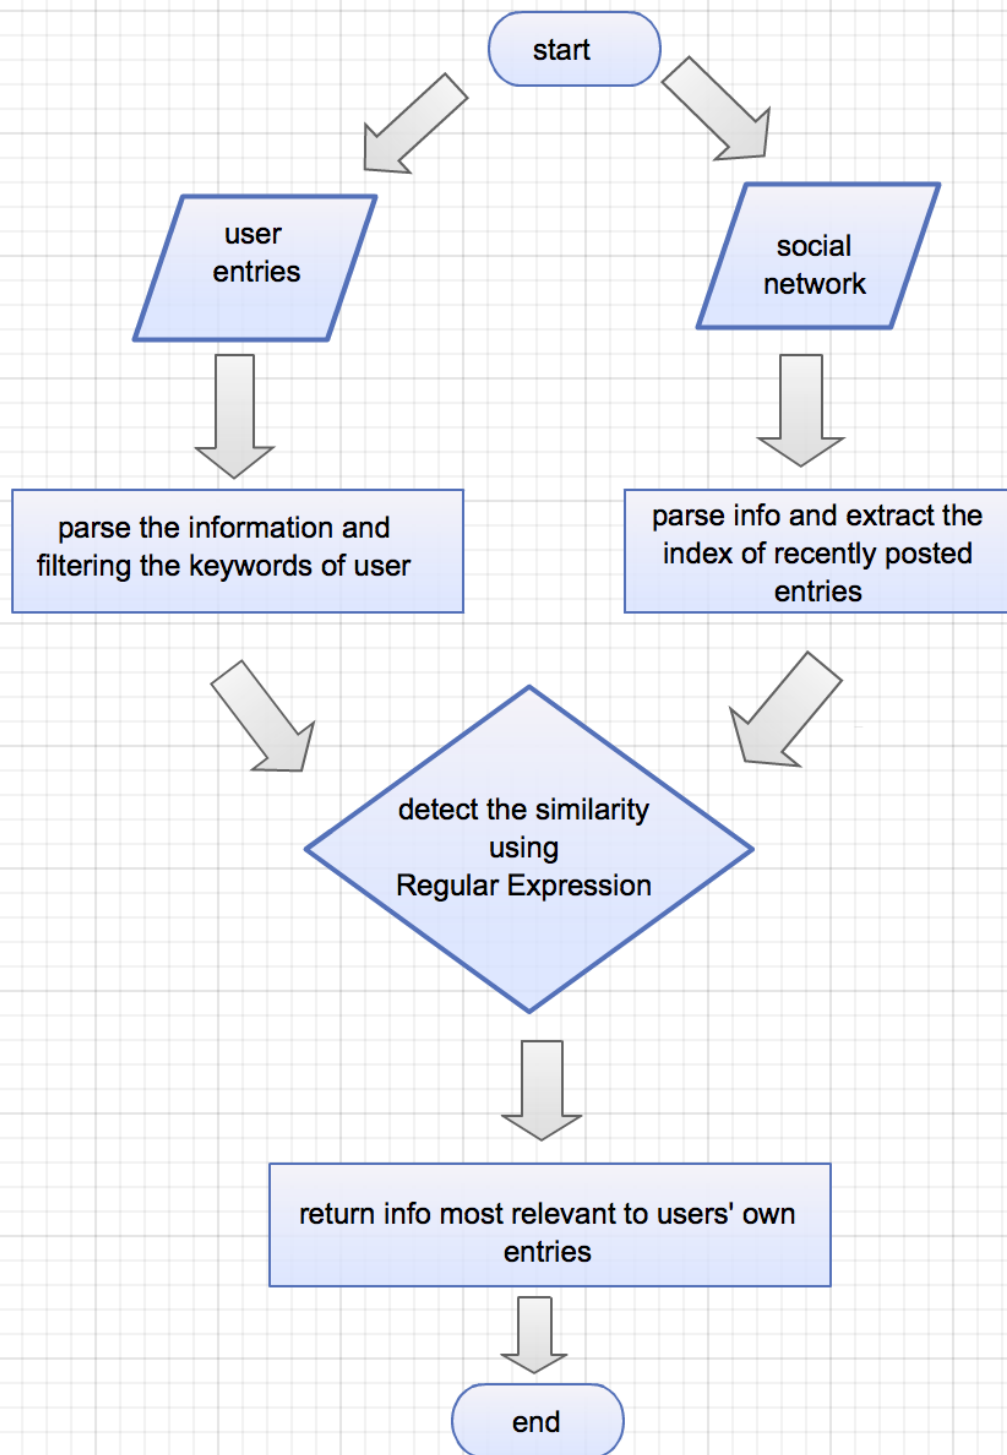 start
user
entries
social
network
parse the information and
filtering the keywords of user
parse info and extract the
index of recently posted
entries
detect the similarity
using
Regular Expression
return info most relevant to users' own
entries
end